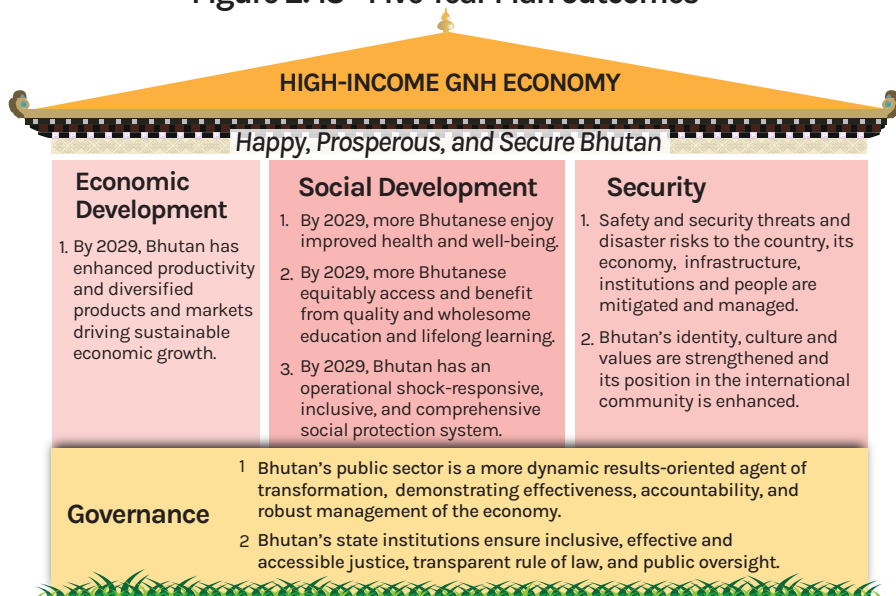 HIGH-INCOME GNH ECONOMY
Happy, Prosperous, and Secure Bhutan
Economic
Development
1. By 2029, Bhutan has
enhanced productivity
and diversified
products and markets
driving sustainable
economic growth.
Social Development
1. By 2029, more Bhutanese enjoy
improved health and well-being.
2. By 2029, more Bhutanese
equitably access and benefit
from quality and wholesome
education and lifelong learning.
3. By 2029, Bhutan has an
operational shock-responsive,
inclusive, and comprehensive
social protection system.
Security
1. Safety and security threats and
disaster risks to the country, its
economy, infrastructure,
institutions and people are
mitigated and managed.
2. Bhutan's identity, culture and
values are strengthened and
its position in the international
community is enhanced.
Governance
1 Bhutan's public sector is a more dynamic results-oriented agent of
transformation, demonstrating effectiveness, accountability, and
robust management of the economy.
2 Bhutan's state institutions ensure inclusive, effective and
accessible justice, transparent rule of law, and public oversight.